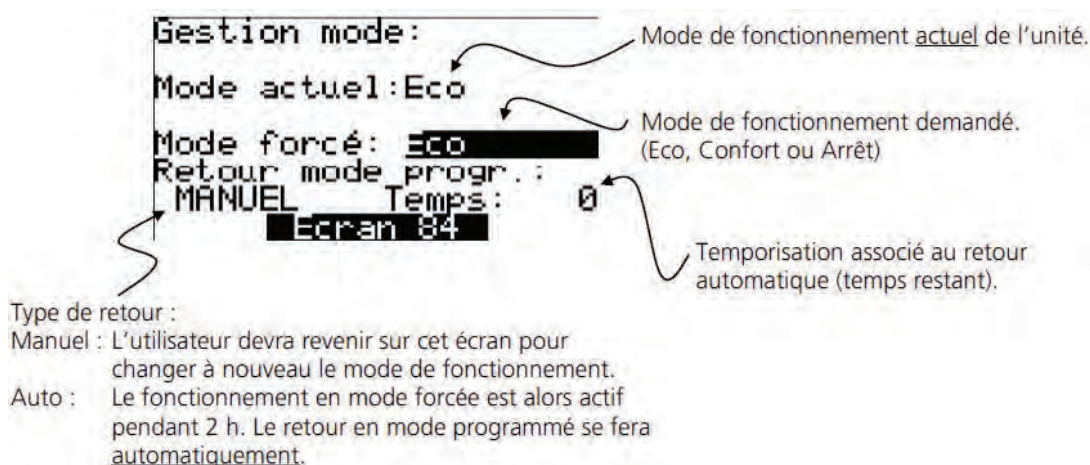 Gestion mode:
Mode de fonctionnement actuel de l'unité.
Mode actuel:Eco
Mode de fonctionnement demandé.
(Eco, Confort ou Arrêt)
Mode forcé: Eco
Retour mode progr.:
MANUEL Temps: 0
Ecran 84
Temporisation associé au retour
automatique (temps restant).
Type de retour :
Manuel : L'utilisateur devra revenir sur cet écran pour
changer à nouveau le mode de fonctionnement.
Auto : Le fonctionnement en mode forcée est alors actif
pendant 2 h. Le retour en mode programmé se fera
automatiquement.